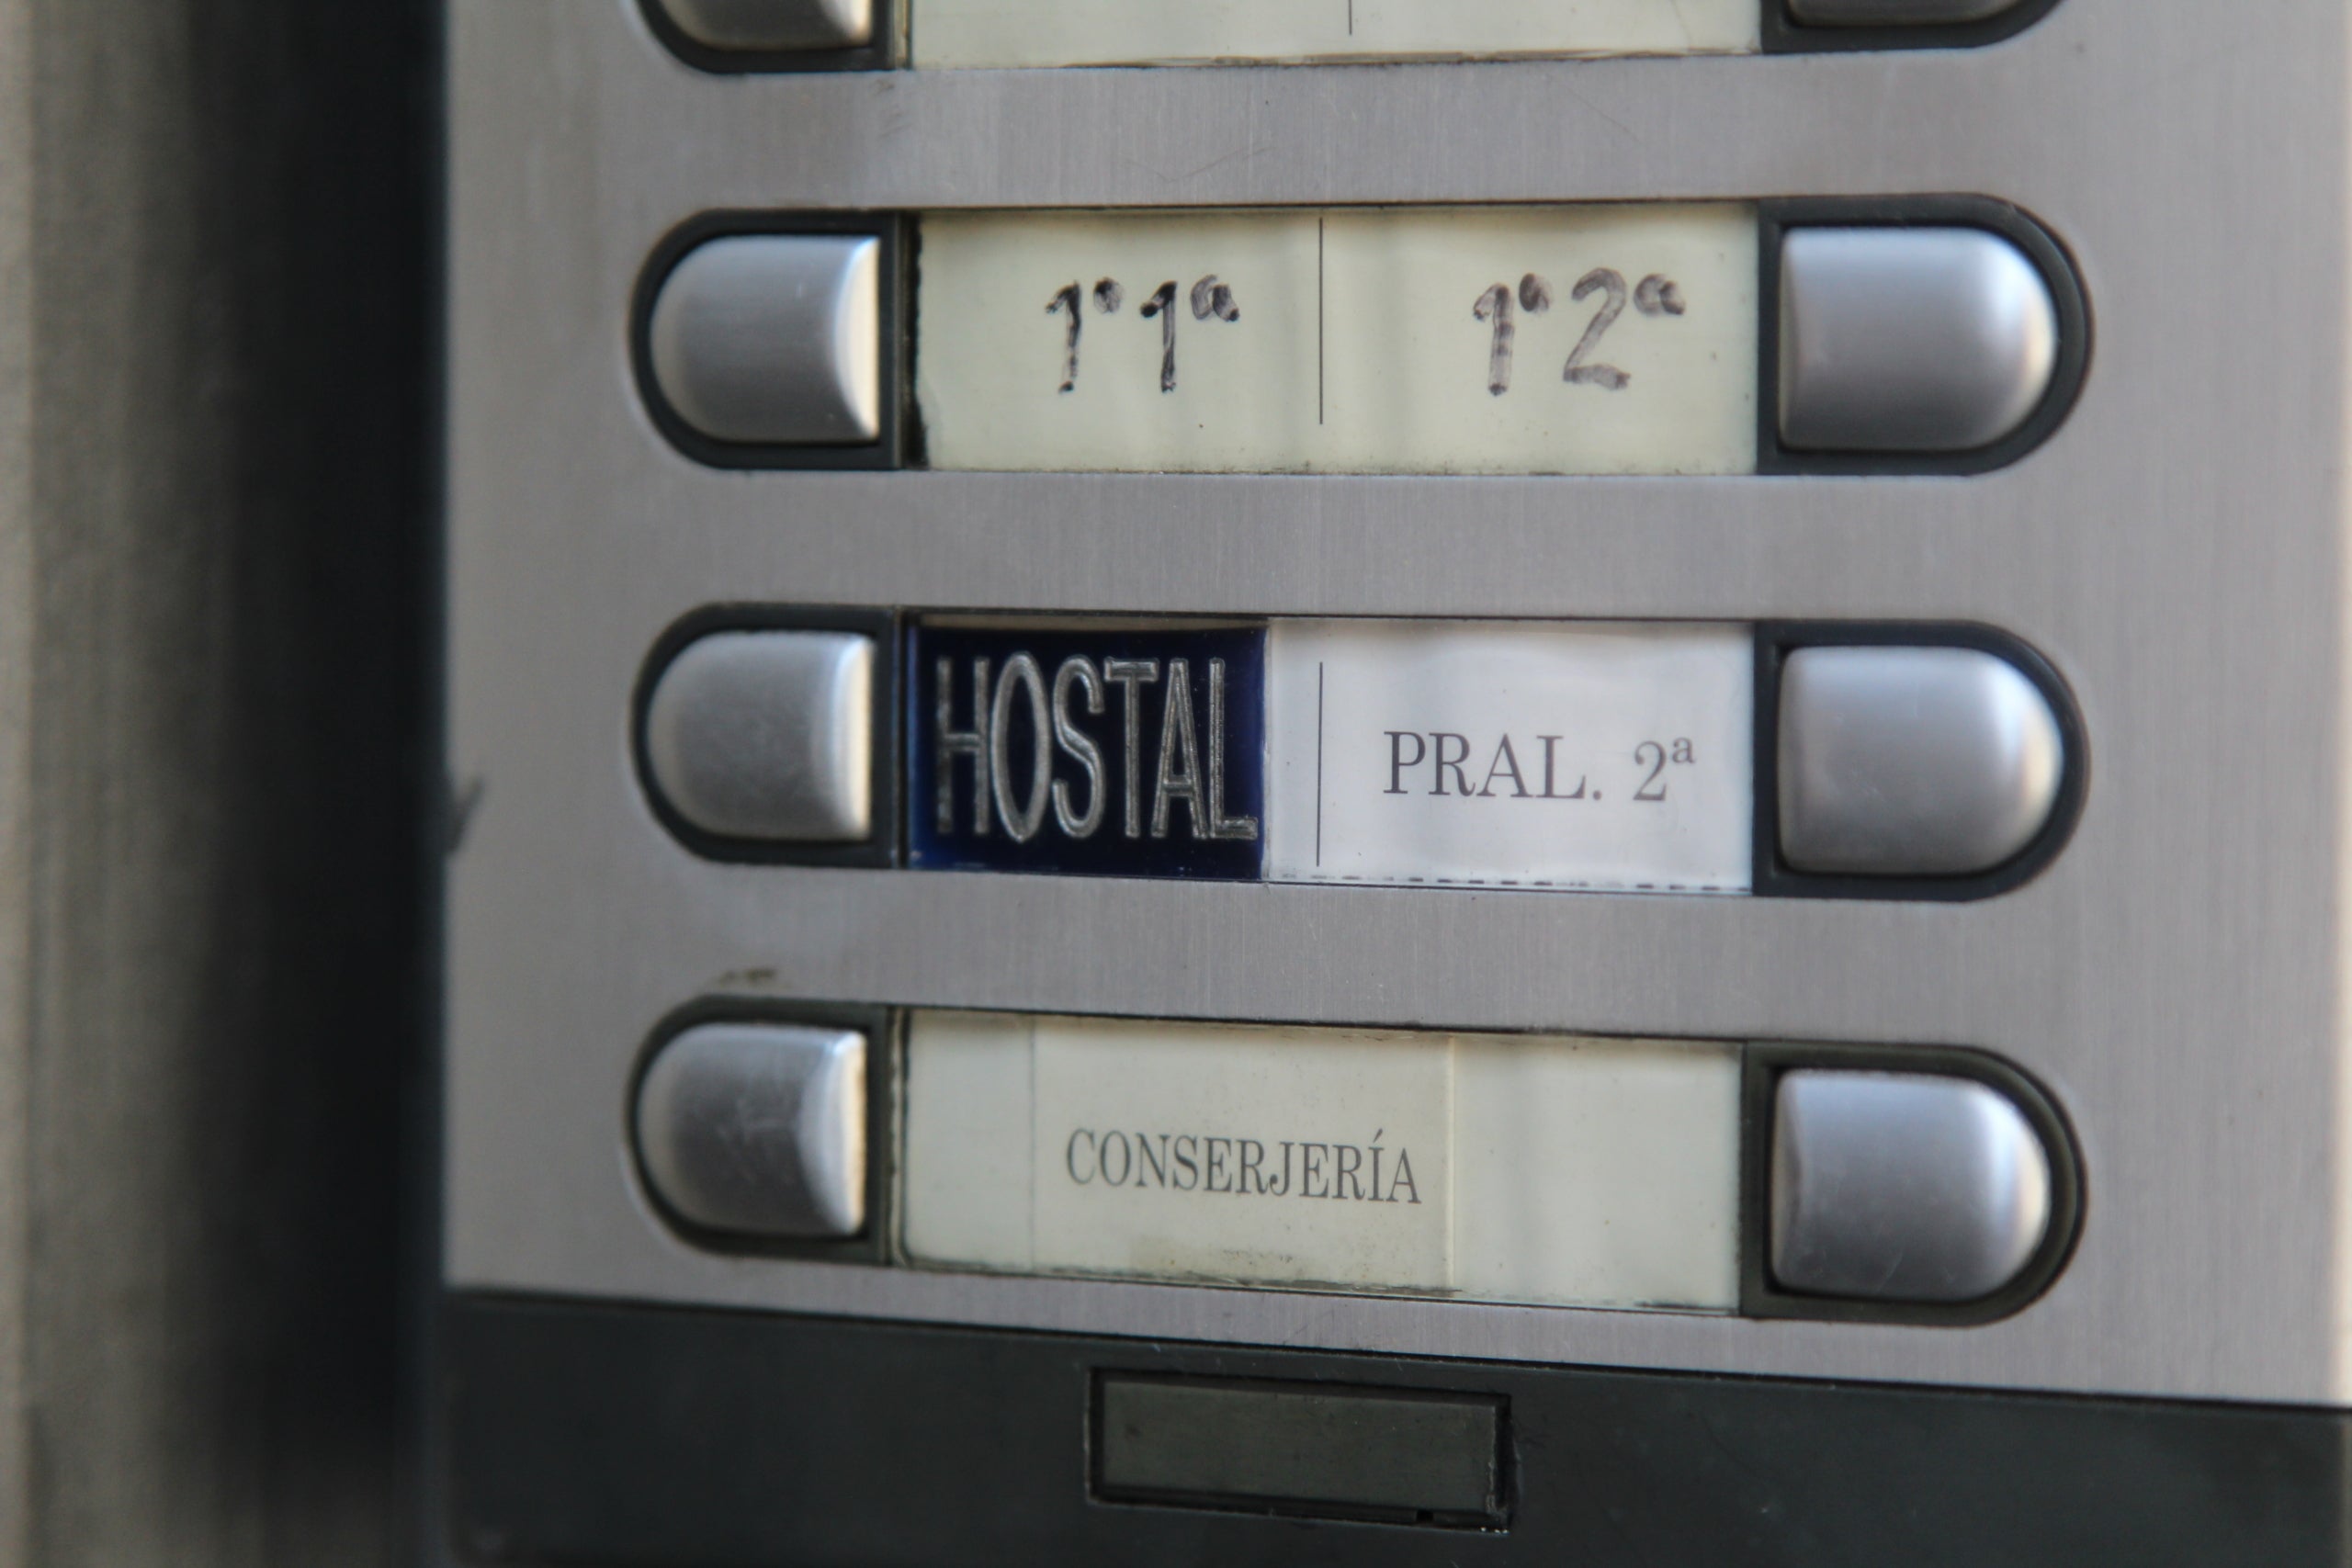 1º 1ª 1º 2ª
HOSTAL PRAL. 2ª
CONSERJERÍA